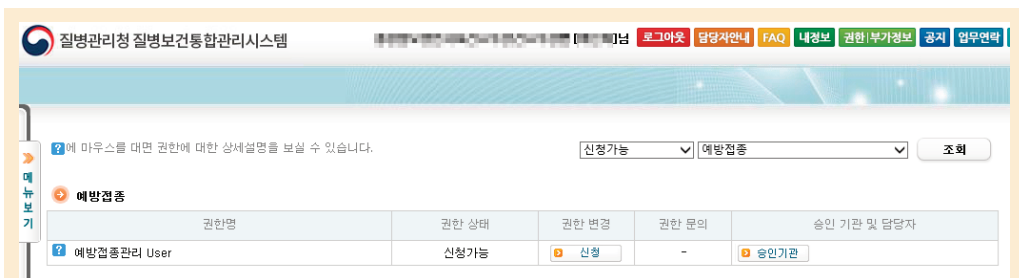 질병관리청 질병보건통합관리시스템 님 로그아웃 담당자안내 FAQ 내정보 권한|부가정보 공지 업무연락
?에 마우스를 대면 권한에 대한 상세설명을 보실 수 있습니다. 신청가능 예방접종 조회
메뉴보기
예방접종
권한명 권한 상태 권한 변경 권한 문의 승인 기관 및 담당자
? 예방접종관리 User 신청가능 신청 - 승인기관